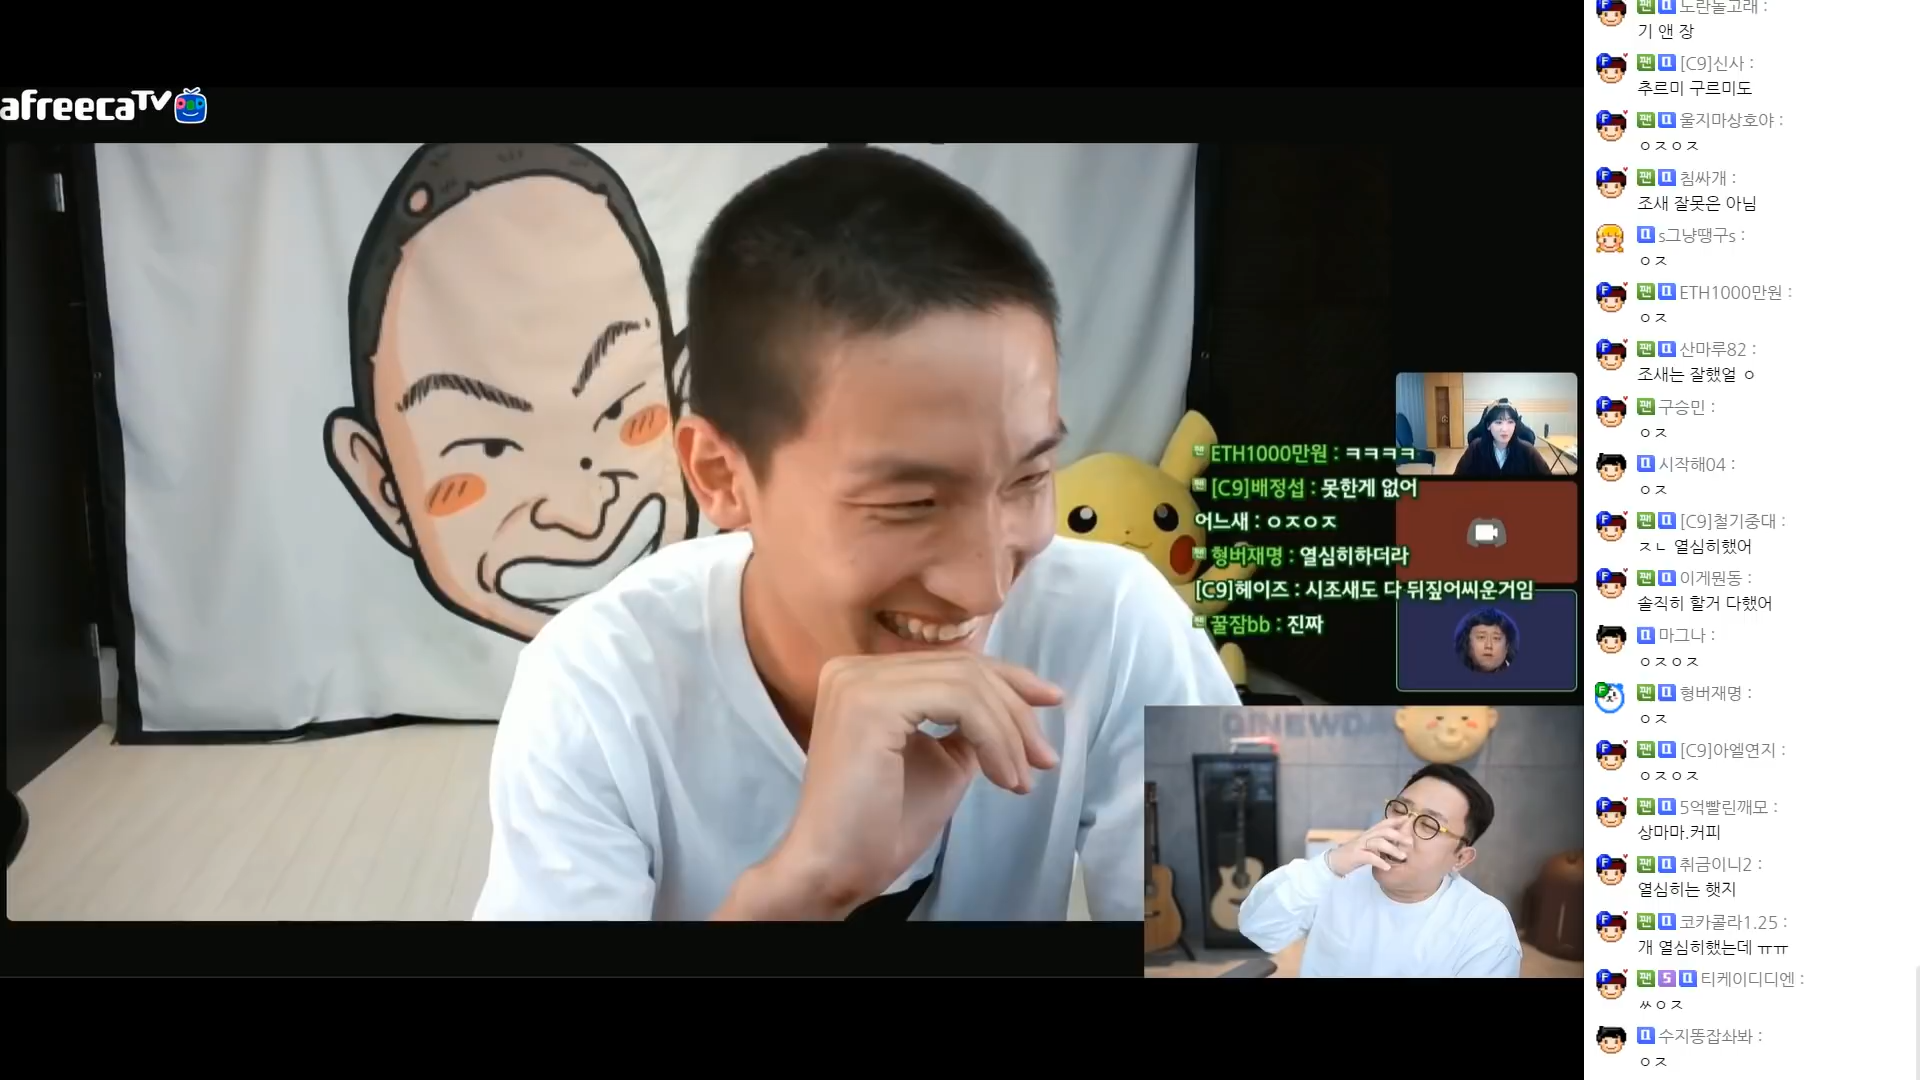 afreecaTV
ETH1000만원 : ㅋㅋㅋㅋ
[C9]배정섭 : 못한게 없어
어느새 : ㅇㅈㅇㅈ
형버재명 : 열심히하더라
[C9]헤이즈 : 시조새도 다 뒤짚어씌운거임
꿀잠bb : 진짜
노란돌고래 :
기 앤 장
[C9]신사 :
추르미 구르미도
울지마상호야 :
ㅇㅈㅇㅈ
침싸개 :
조새 잘못은 아님
s그냥땡구s :
ㅇㅈ
ETH1000만원 :
ㅇㅈ
산마루82 :
조새는 잘했얼 ㅇ
구승민 :
ㅇㅈ
시작해04 :
ㅇㅈ
[C9]철기중대 :
ㅈㄴ 열심히했어
이게뭔동 :
솔직히 할거 다했어
마그나 :
ㅇㅈㅇㅈ
형버재명 :
ㅇㅈ
[C9]아엘연지 :
ㅇㅈㅇㅈ
5억빨린깨모 :
상마마.커피
취금이니2 :
열심히는 햇지
코카콜라1.25 :
개 열심히했는데 ㅠㅠ
티케이디디엔 :
ㅆㅇㅈ
수지똥잡솨봐 :
ㅇㅈ